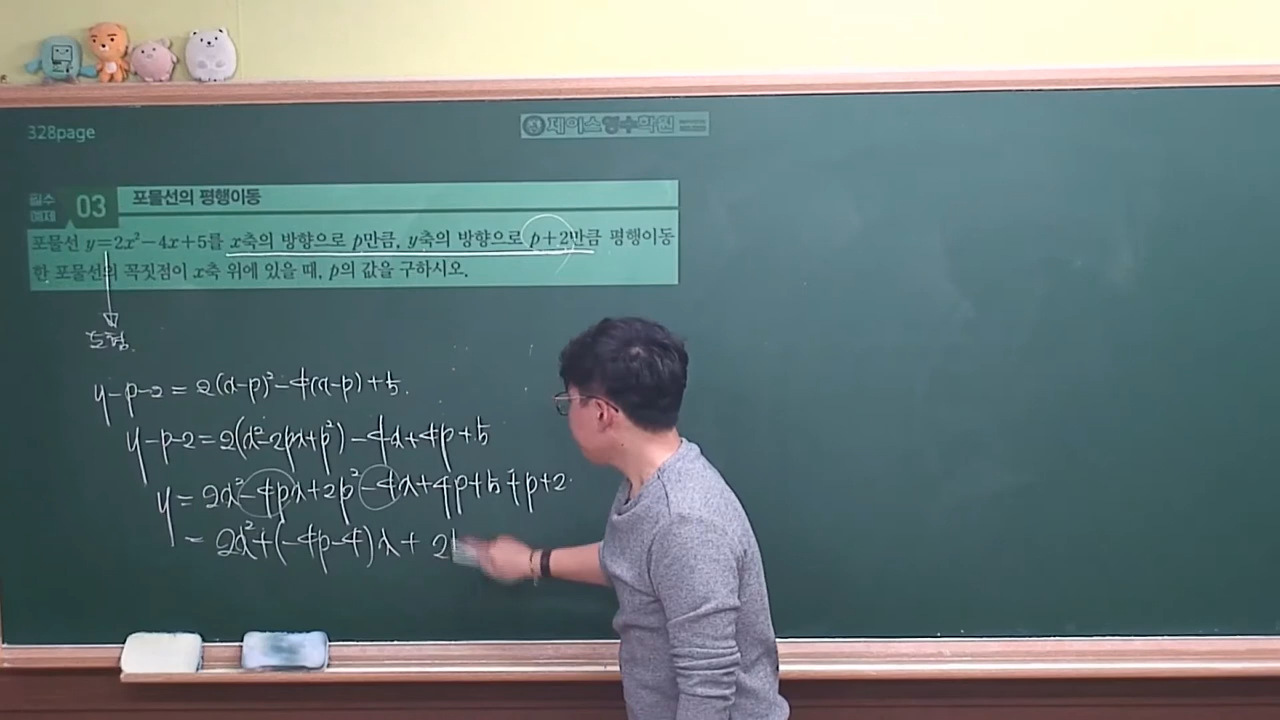 328page
제이스영수학원
필수 예제 03 포물선의 평행이동
포물선 y=2x²-4x+5를 x축의 방향으로 p만큼, y축의 방향으로 p+2만큼 평행이동
한 포물선의 꼭짓점이 x축 위에 있을 때, p의 값을 구하시오.
도형.
y-p-2=2(x-p)²-4(x-p)+5.
y-p-2=2(x²-2px+p²)-4x+4p+5
y=2x²-4px+2p²-4x+4p+5+p+2.
=2x²+(-4p-4)x+2